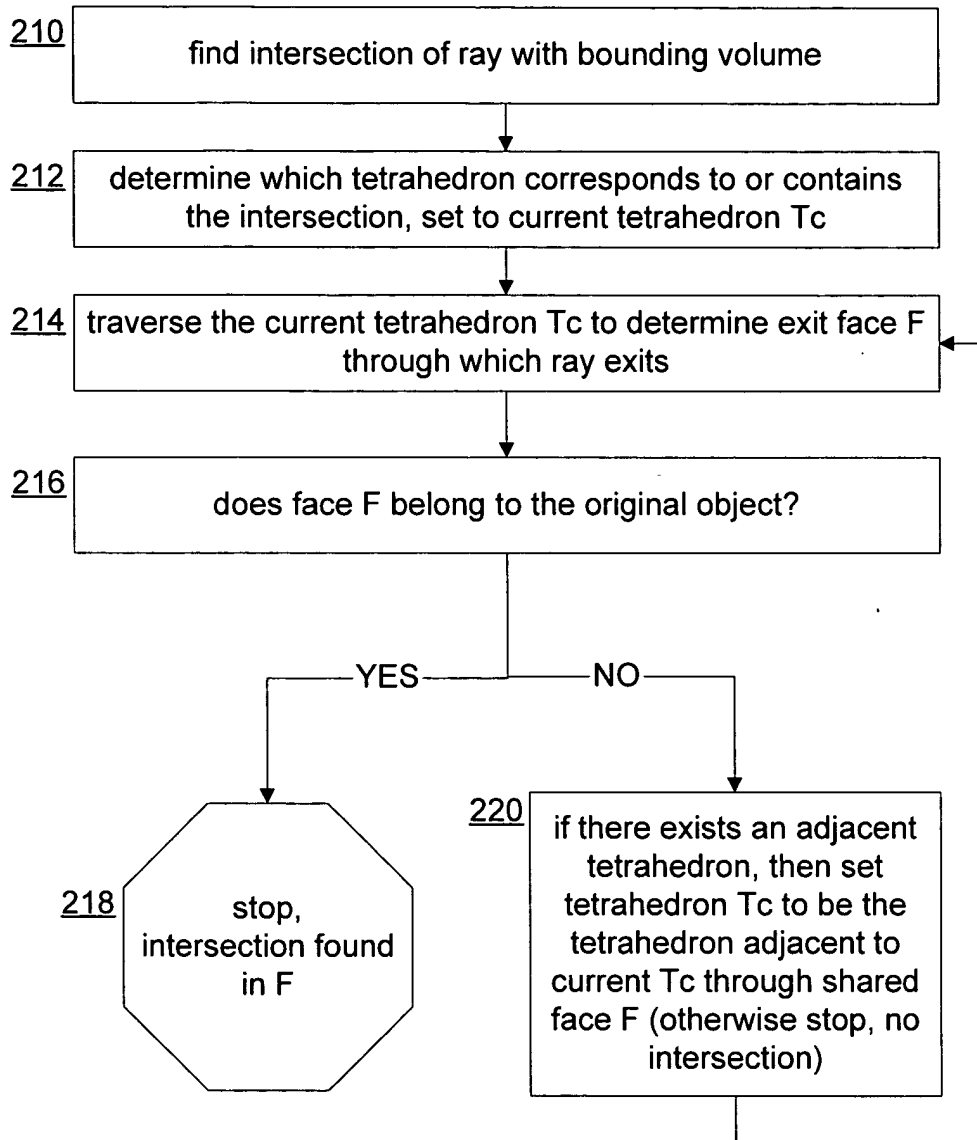 210
find intersection of ray with bounding volume
212
determine which tetrahedron corresponds to or contains
the intersection, set to current tetrahedron Tc
214
traverse the current tetrahedron Tc to determine exit face F
through which ray exits
216
does face F belong to the original object?
YES
NO
218
stop,
intersection found
in F
220
if there exists an adjacent
tetrahedron, then set
tetrahedron Tc to be the
tetrahedron adjacent to
current Tc through shared
face F (otherwise stop, no
intersection)